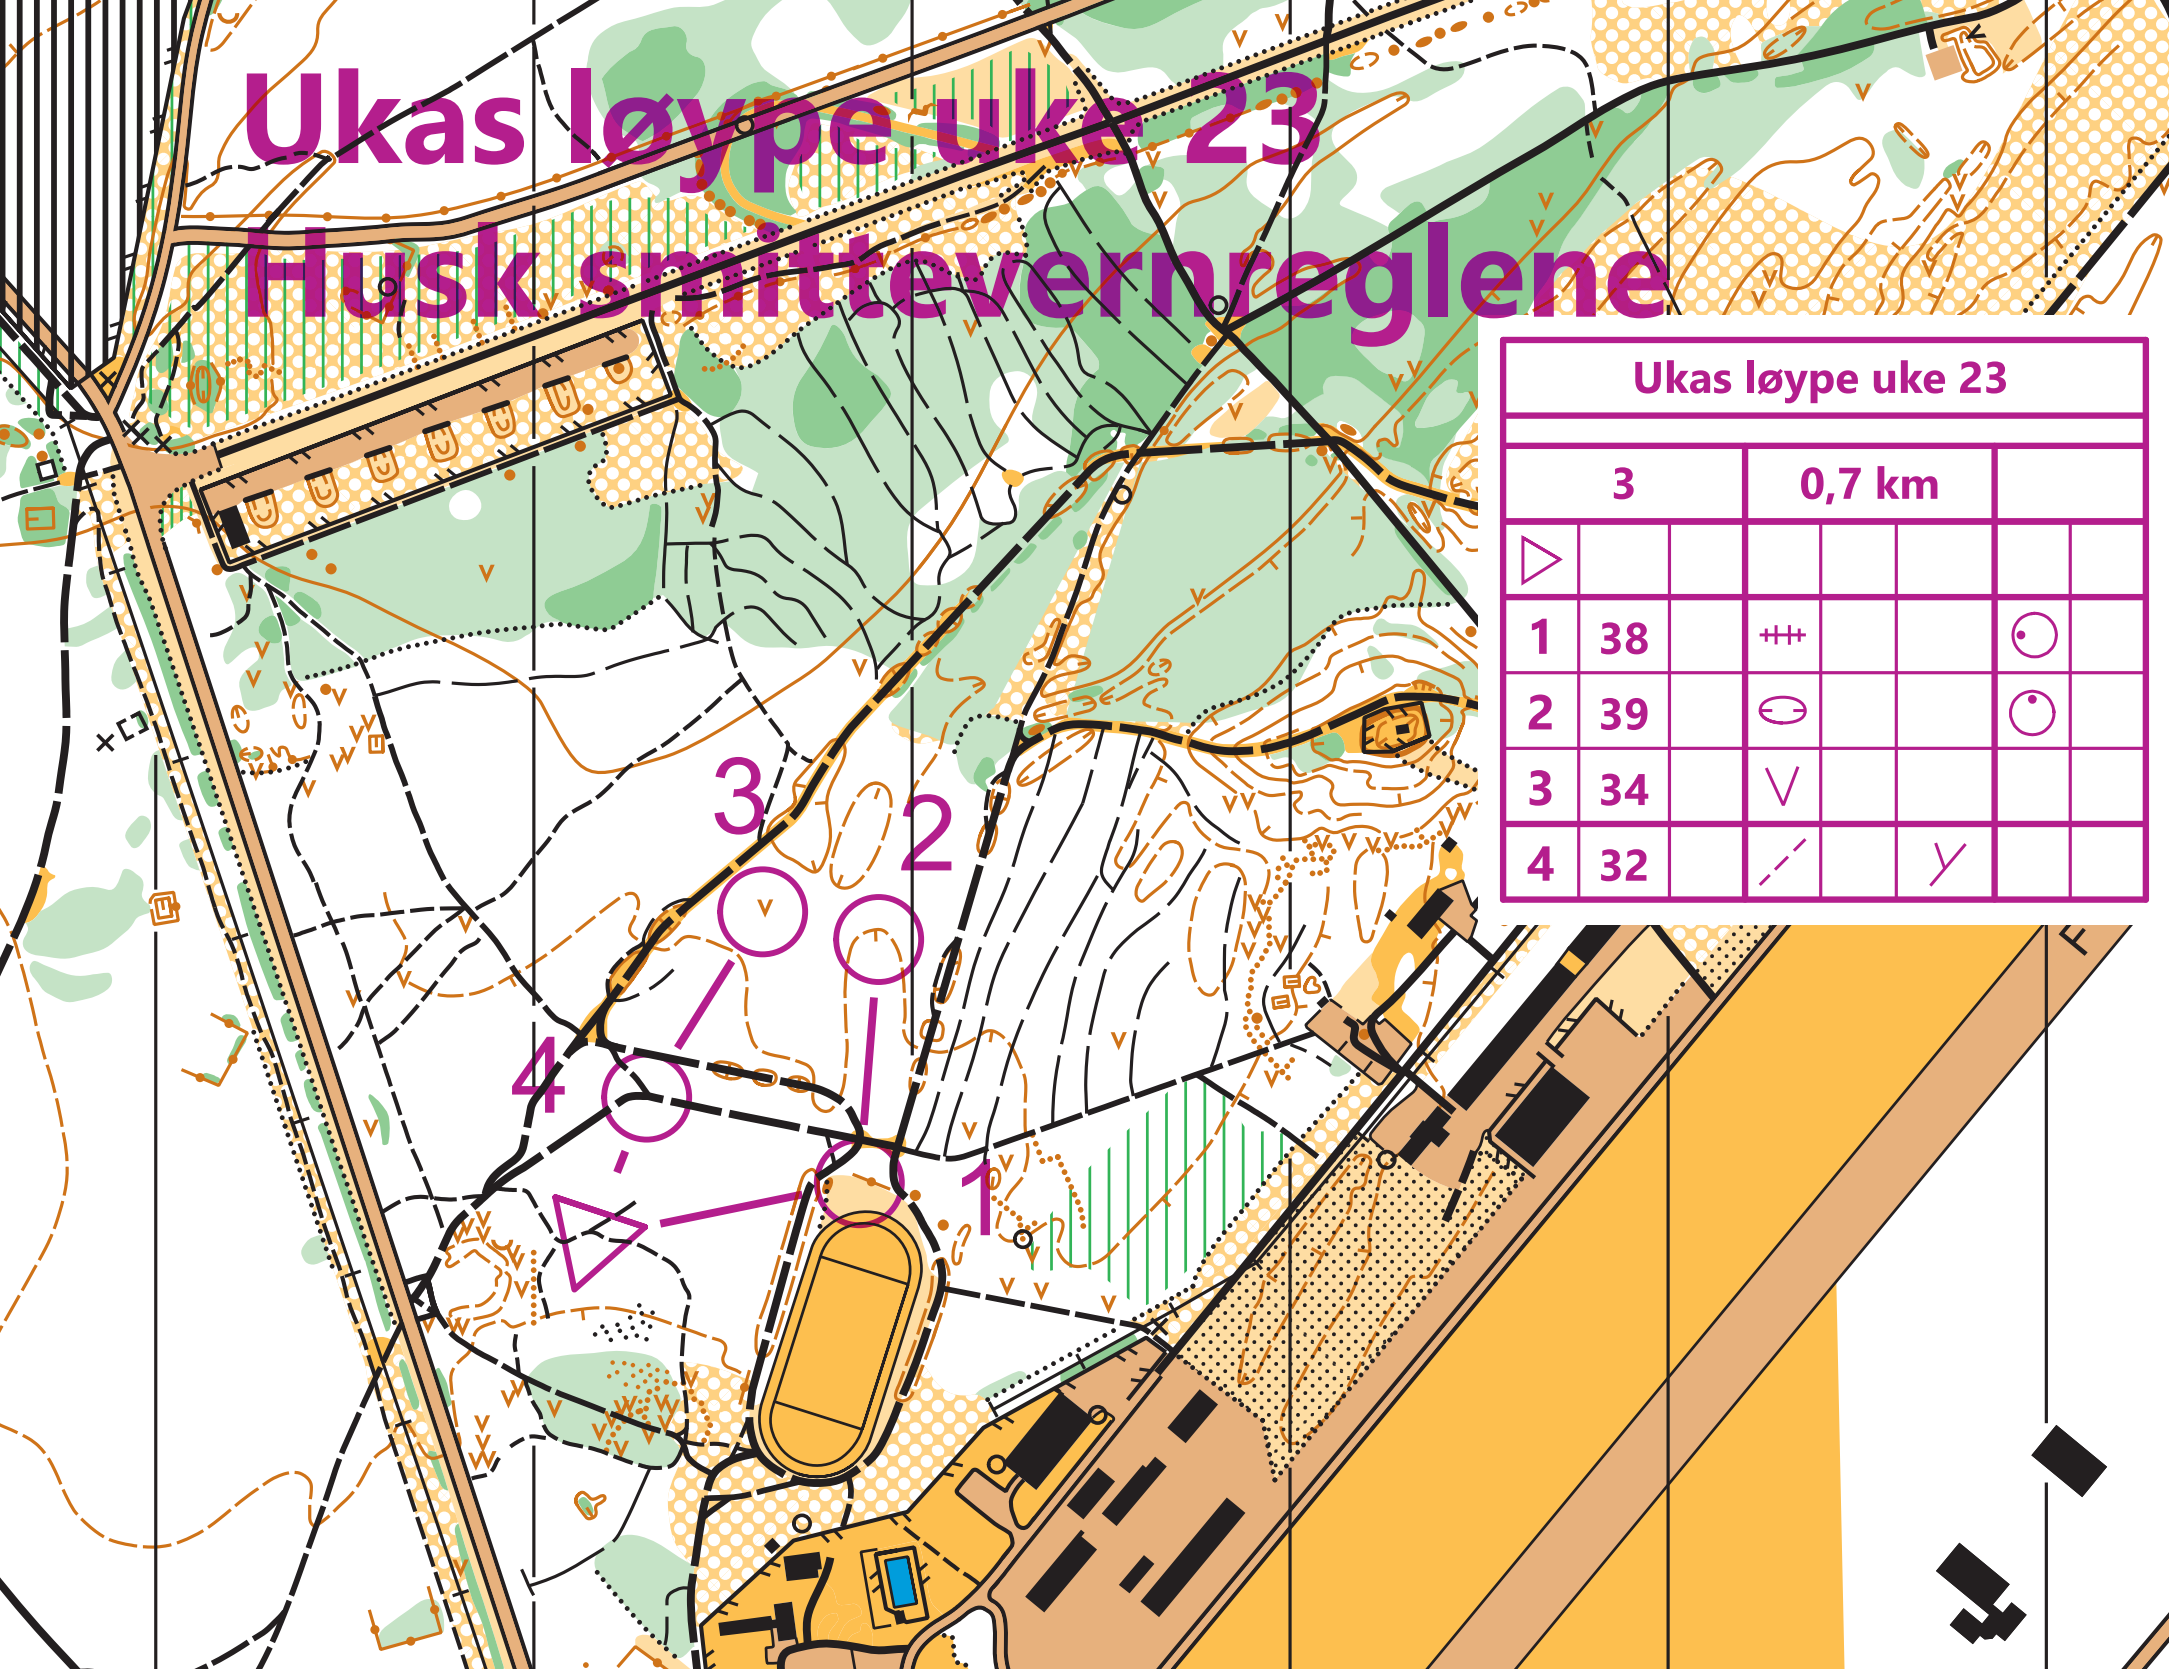 Ukas løype uke 23
Husk smittevernreglene
Ukas løype uke 23
3 0,7 km
1 38
2 39
3 34
4 32
3
2
4
1
F